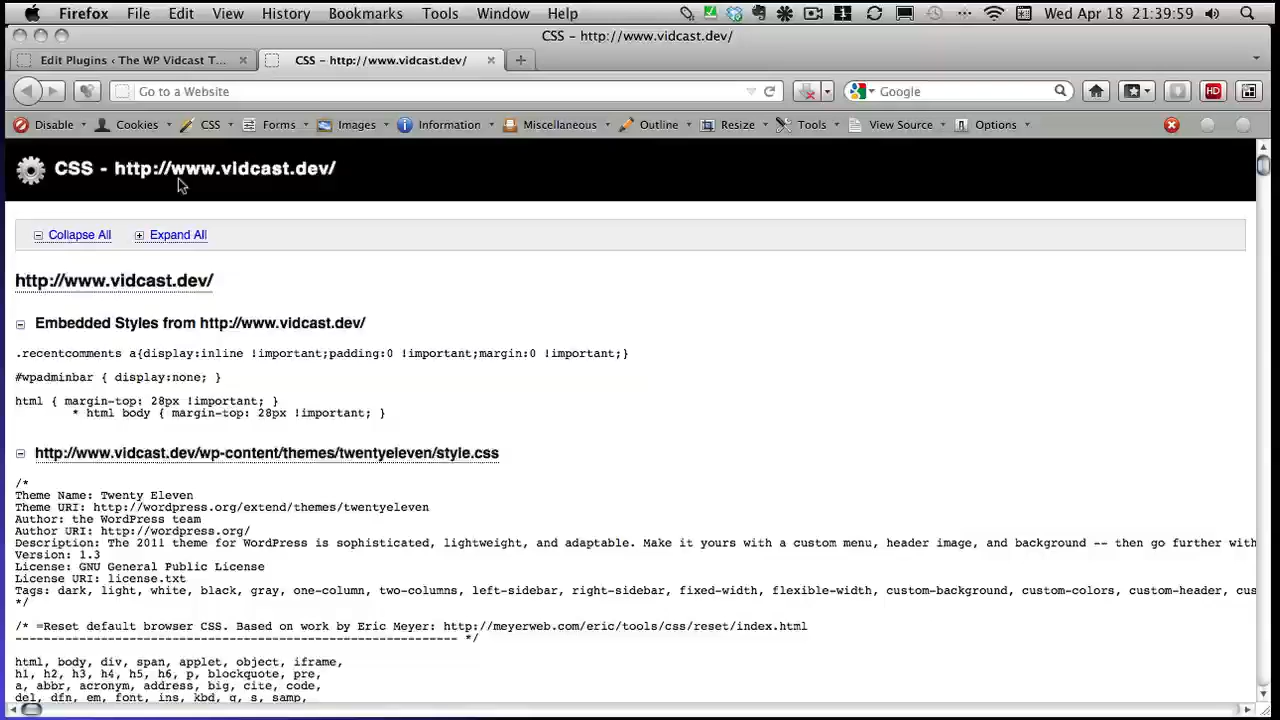 Firefox File Edit View History Bookmarks Tools Window Help Wed Apr 18 21:39:59
CSS - http://www.vidcast.dev/
Edit Plugins ‹ The WP Vidcast T... CSS - http://www.vidcast.dev/
Go to a Website Google HD
Disable Cookies CSS Forms Images Information Miscellaneous Outline Resize Tools View Source Options
CSS - http://www.vidcast.dev/
Collapse All Expand All
http://www.vidcast.dev/
Embedded Styles from http://www.vidcast.dev/
.recentcomments a{display:inline !important;padding:0 !important;margin:0 !important;}
#wpadminbar { display:none; }
html { margin-top: 28px !important; }
* html body { margin-top: 28px !important; }
http://www.vidcast.dev/wp-content/themes/twentyeleven/style.css
/*
Theme Name: Twenty Eleven
Theme URI: http://wordpress.org/extend/themes/twentyeleven
Author: the WordPress team
Author URI: http://wordpress.org/
Description: The 2011 theme for WordPress is sophisticated, lightweight, and adaptable. Make it yours with a custom menu, header image, and background -- then go further with
Version: 1.3
License: GNU General Public License
License URI: license.txt
Tags: dark, light, white, black, gray, one-column, two-columns, left-sidebar, right-sidebar, fixed-width, flexible-width, custom-background, custom-colors, custom-header, cus
*/
/* =Reset default browser CSS. Based on work by Eric Meyer: http://meyerweb.com/eric/tools/css/reset/index.html
-------------------------------------------------------------- */
html, body, div, span, applet, object, iframe,
h1, h2, h3, h4, h5, h6, p, blockquote, pre,
a, abbr, acronym, address, big, cite, code,
del, dfn, em, font, ins, kbd, q, s, samp,